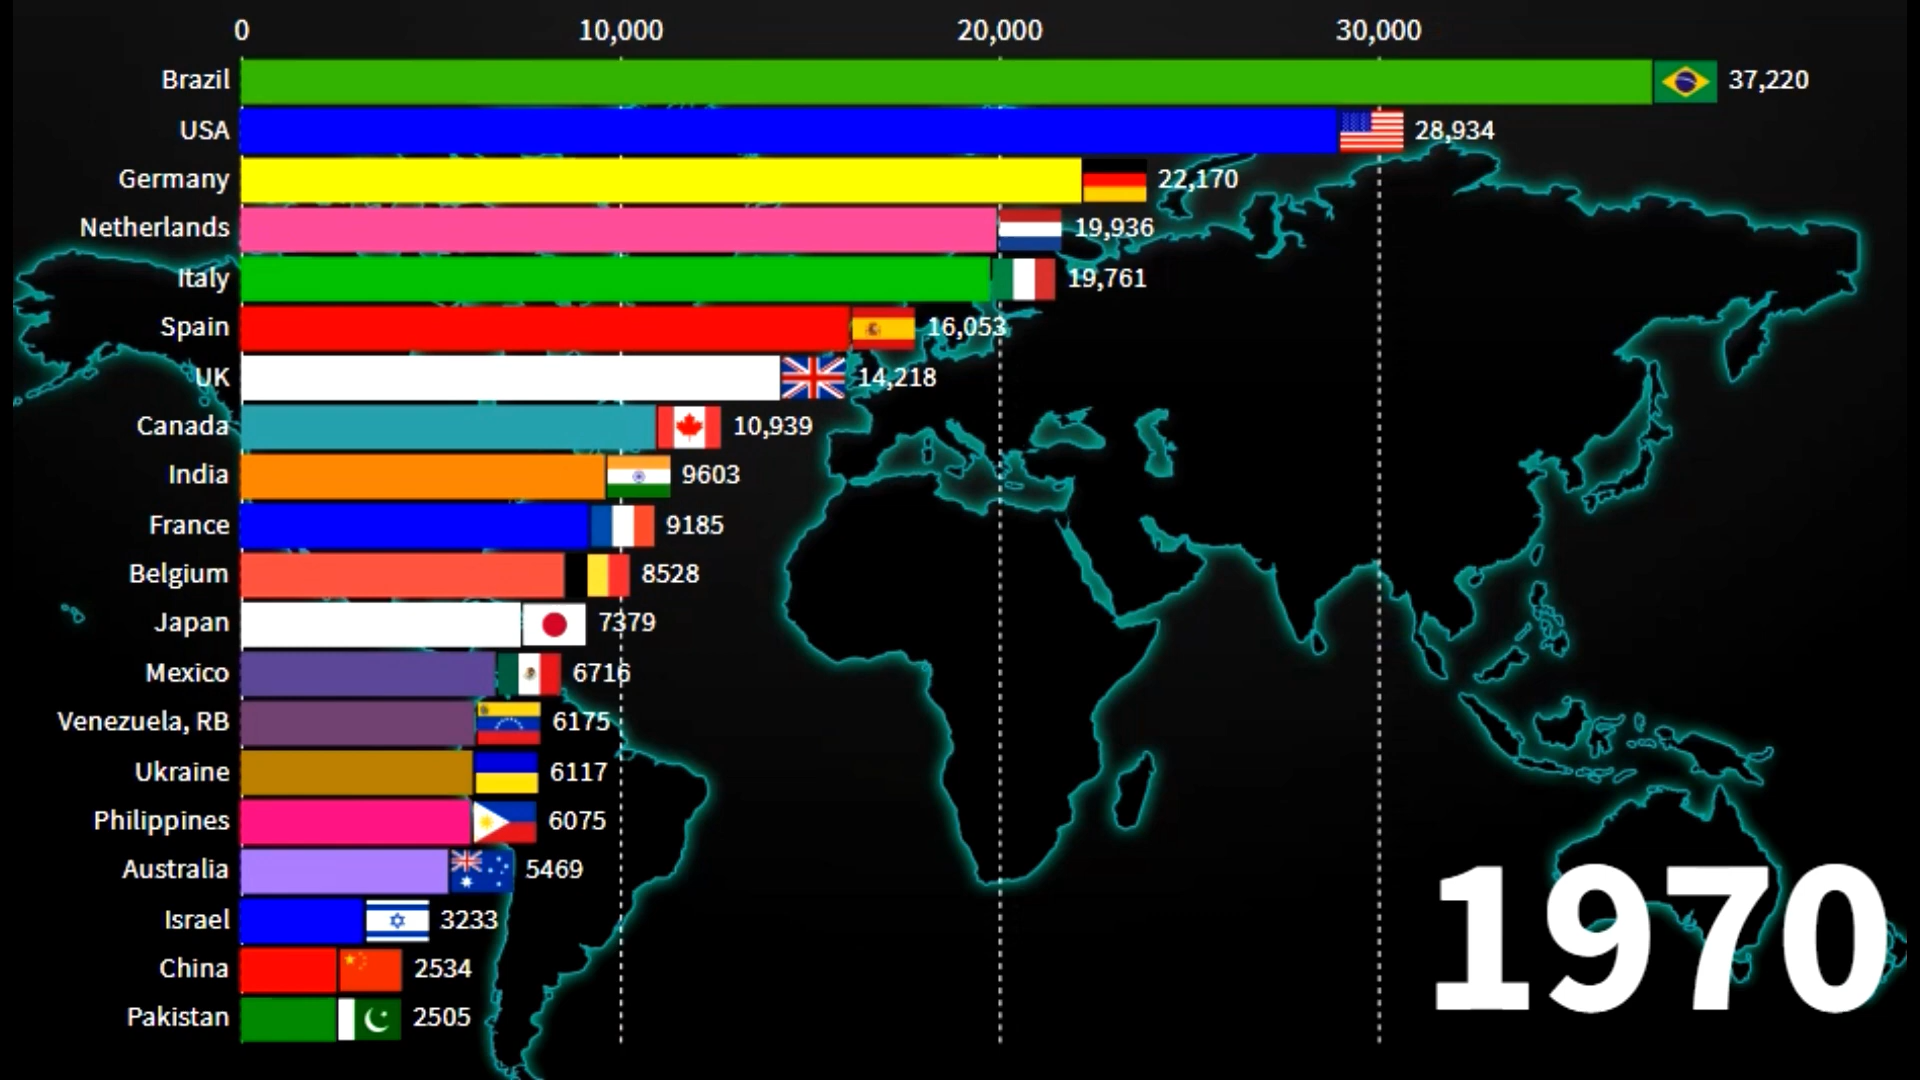 0 10,000 20,000 30,000
Brazil 37,220
USA 28,934
Germany 22,170
Netherlands 19,936
Italy 19,761
Spain 16,053
UK 14,218
Canada 10,939
India 9603
France 9185
Belgium 8528
Japan 7379
Mexico 6716
Venezuela, RB 6175
Ukraine 6117
Philippines 6075
Australia 5469
Israel 3233
China 2534
Pakistan 2505
1970